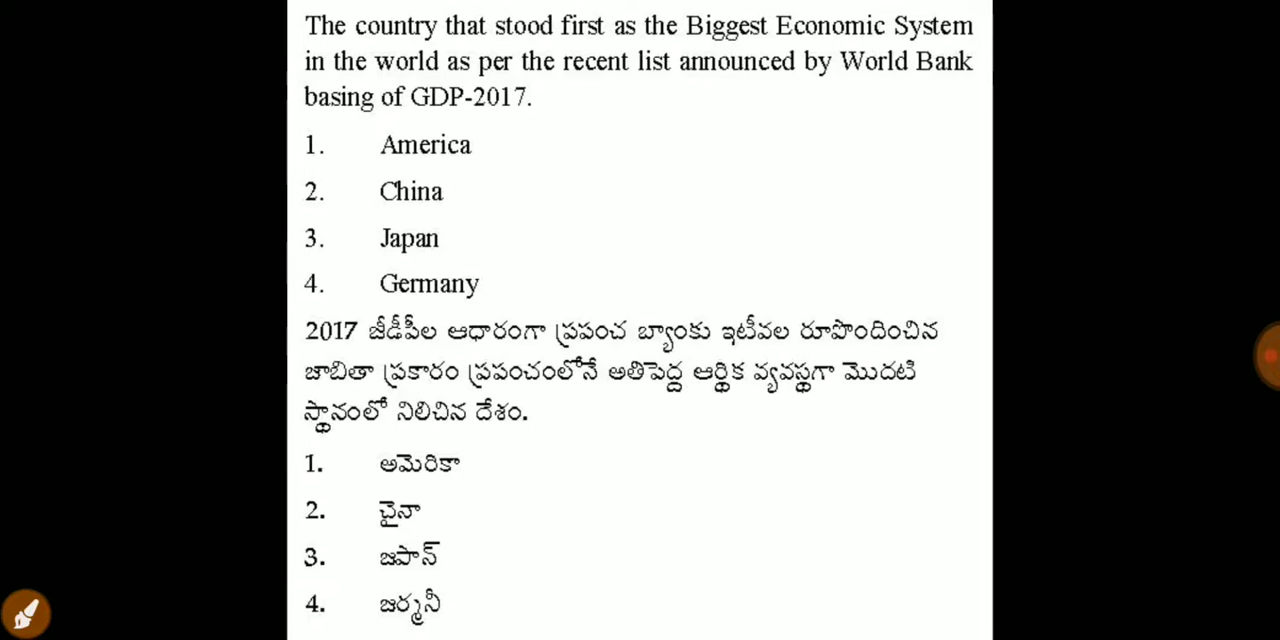 The country that stood first as the Biggest Economic System
in the world as per the recent list announced by World Bank
basing of GDP-2017.
1. America
2. China
3. Japan
4. Germany
2017 జీడీపీల ఆధారంగా ప్రపంచ బ్యాంకు ఇటీవల రూపొందించిన
జాబితా ప్రకారం ప్రపంచంలోనే అతిపెద్ద ఆర్థిక వ్యవస్థగా మొదటి
స్థానంలో నిలిచిన దేశం.
1. అమెరికా
2. చైనా
3. జపాన్
4. జర్మనీ